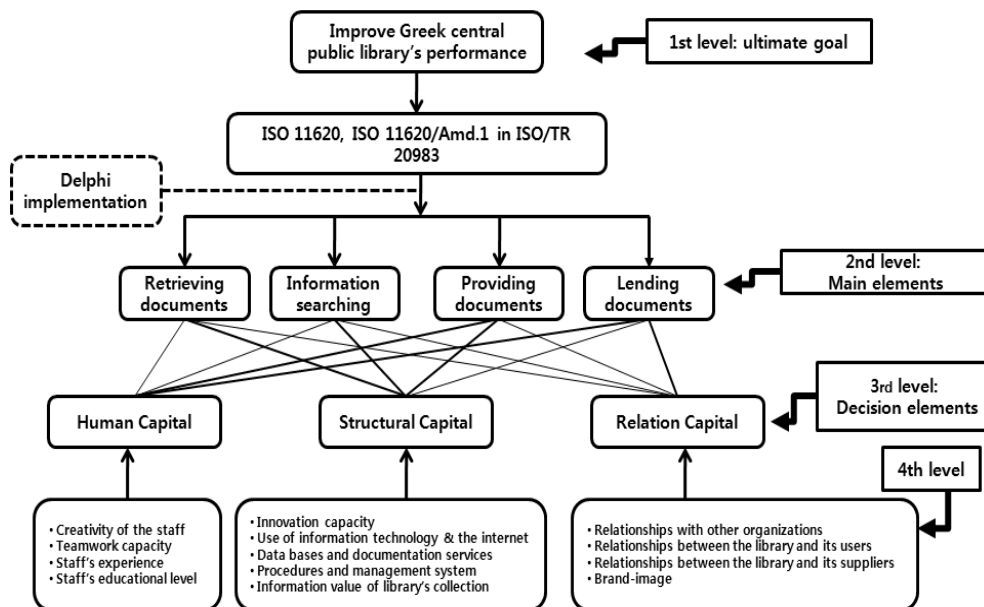 Improve Greek central
public library's performance
1st level: ultimate goal
ISO 11620, ISO 11620/Amd.1 in ISO/TR
20983
Delphi
implementation
Retrieving
documents
Information
searching
Providing
documents
Lending
documents
2nd level:
Main elements
Human Capital
Structural Capital
Relation Capital
3rd level:
Decision elements
4th level
• Creativity of the staff
• Teamwork capacity
• Staff's experience
• Staff's educational level
• Innovation capacity
• Use of information technology & the internet
• Data bases and documentation services
• Procedures and management system
• Information value of library's collection
• Relationships with other organizations
• Relationships between the library and its users
• Relationships between the library and its suppliers
• Brand-image